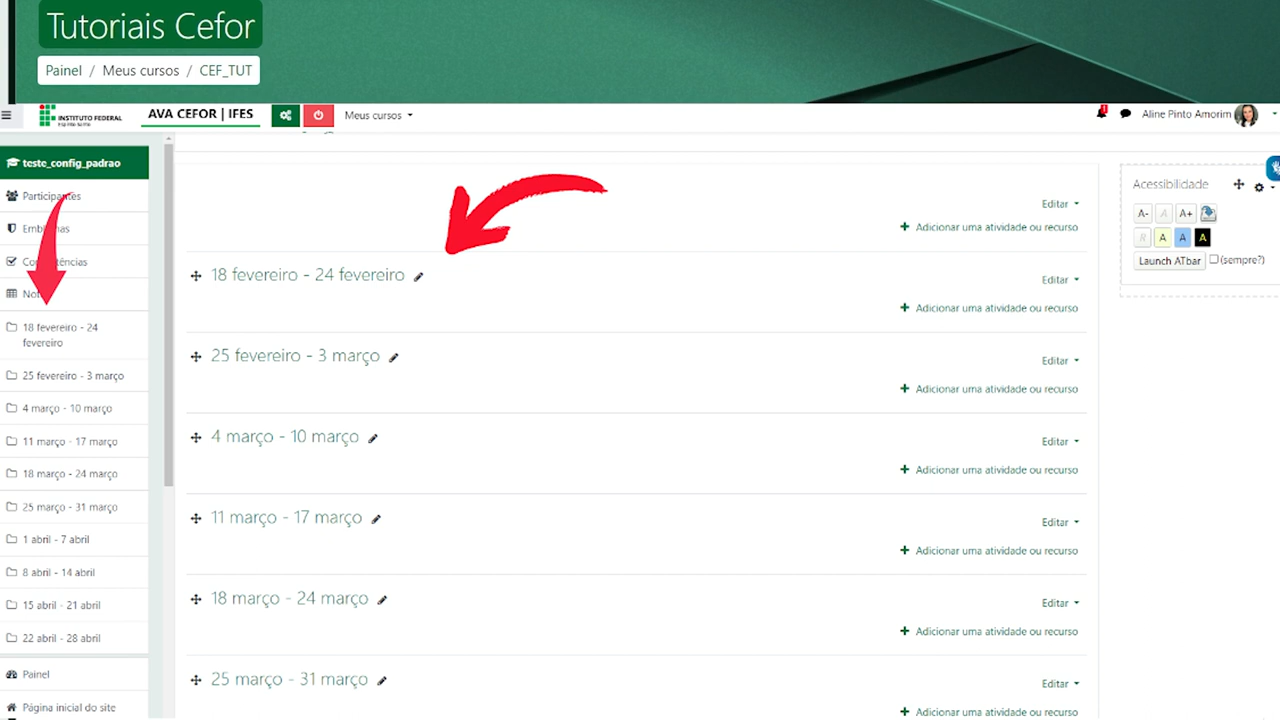 Tutoriais Cefor
Painel / Meus cursos / CEF_TUT
INSTITUTO FEDERAL
AVA CEFOR | IFES
Meus cursos
1
Aline Pinto Amorim
teste_config_padrao
Participantes
Emblemas
Competências
18 fevereiro - 24
fevereiro
25 fevereiro - 3 março
4 março - 10 março
11 março - 17 março
18 março - 24 março
25 março - 31 março
1 abril - 7 abril
8 abril - 14 abril
15 abril - 21 abril
22 abril - 28 abril
Painel
Página inicial do site
Editar
Adicionar uma atividade ou recurso
18 fevereiro - 24 fevereiro
Editar
Adicionar uma atividade ou recurso
25 fevereiro - 3 março
Editar
Adicionar uma atividade ou recurso
4 março - 10 março
Editar
Adicionar uma atividade ou recurso
11 março - 17 março
Editar
Adicionar uma atividade ou recurso
18 março - 24 março
Editar
Adicionar uma atividade ou recurso
25 março - 31 março
Editar
Adicionar uma atividade ou recurso
Acessibilidade
A- A A+
R A A A
Launch ATbar (sempre?)